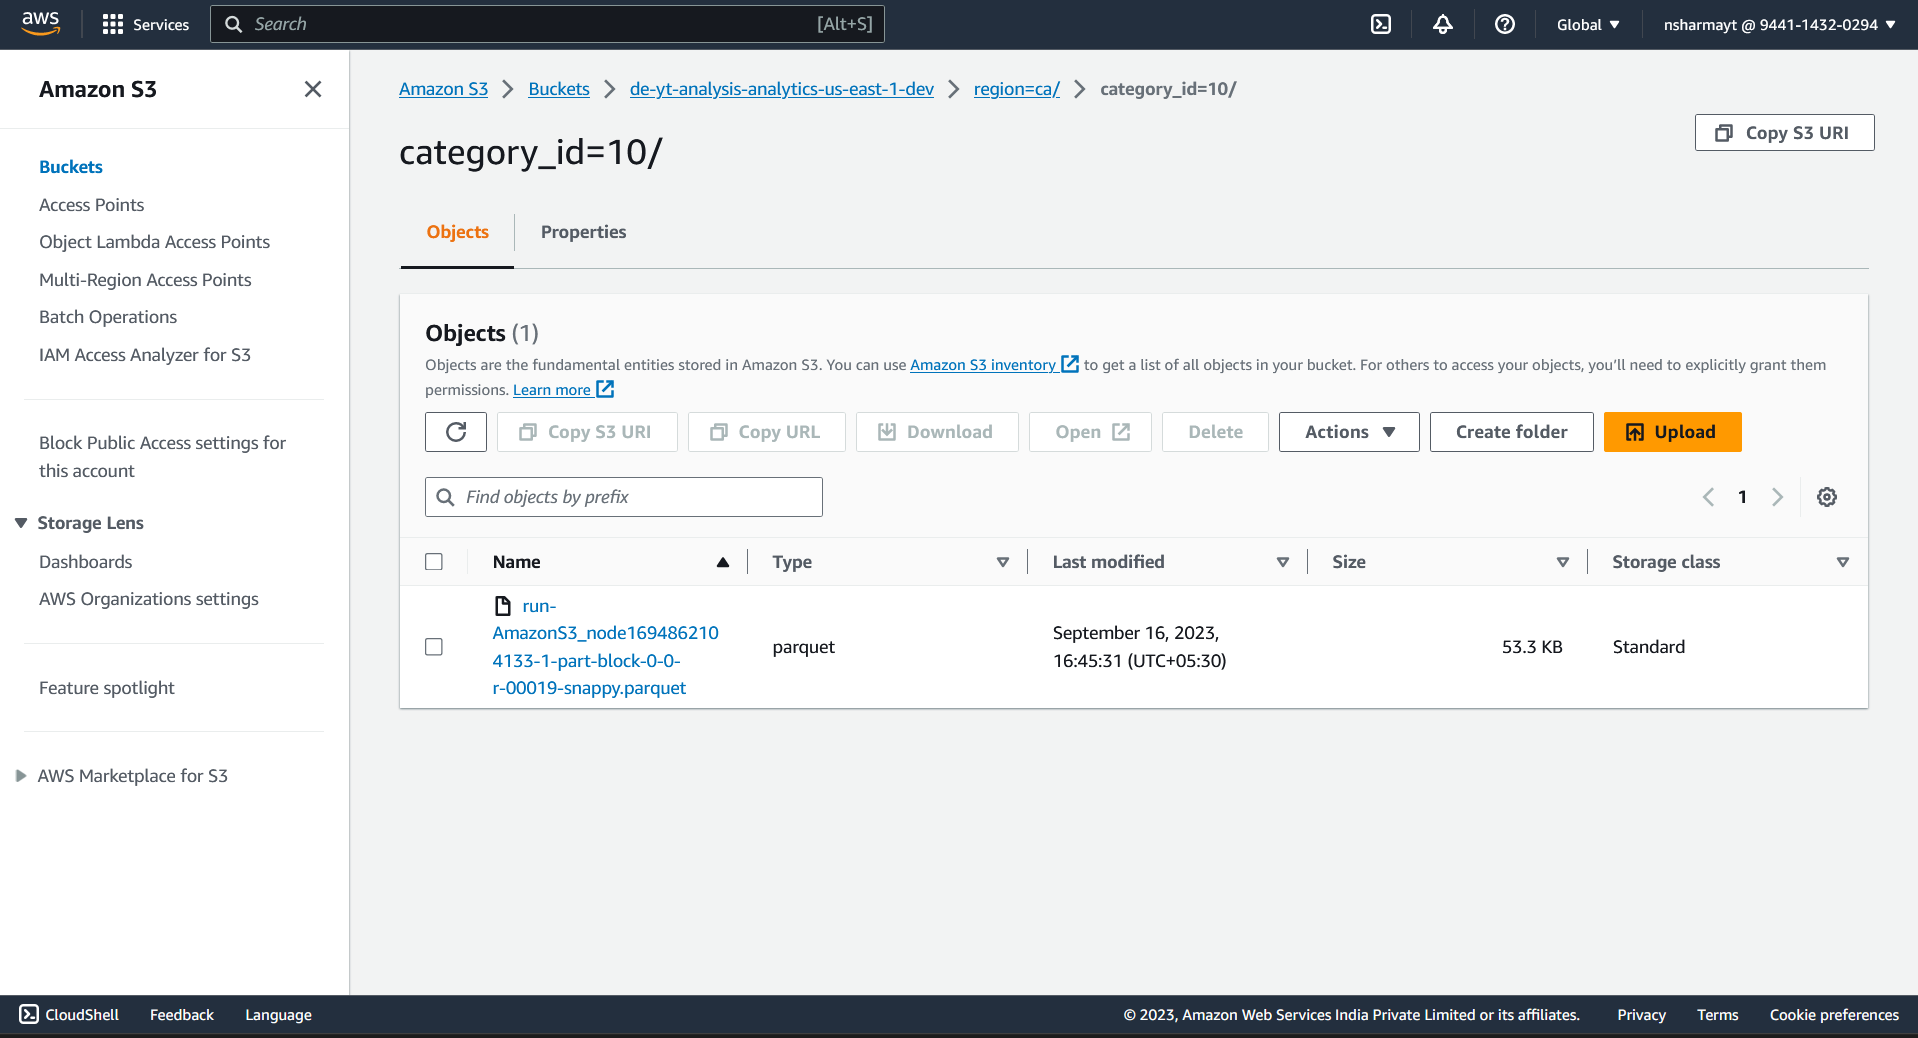 aws
Services
Search
[Alt+S]
Global
nsharmayt @ 9441-1432-0294
Amazon S3
Buckets
Access Points
Object Lambda Access Points
Multi-Region Access Points
Batch Operations
IAM Access Analyzer for S3
Block Public Access settings for
this account
Storage Lens
Dashboards
AWS Organizations settings
Feature spotlight
AWS Marketplace for S3
Amazon S3 > Buckets > de-yt-analysis-analytics-us-east-1-dev > region=ca/ > category_id=10/
category_id=10/
Copy S3 URI
Objects
Properties
Objects (1)
Objects are the fundamental entities stored in Amazon S3. You can use Amazon S3 inventory to get a list of all objects in your bucket. For others to access your objects, you'll need to explicitly grant them
permissions. Learn more
Copy S3 URI
Copy URL
Download
Open
Delete
Actions
Create folder
Upload
Find objects by prefix
1
Name
Type
Last modified
Size
Storage class
run-
AmazonS3_node169486210
4133-1-part-block-0-0-
r-00019-snappy.parquet
parquet
September 16, 2023,
16:45:31 (UTC+05:30)
53.3 KB
Standard
CloudShell
Feedback
Language
© 2023, Amazon Web Services India Private Limited or its affiliates.
Privacy
Terms
Cookie preferences